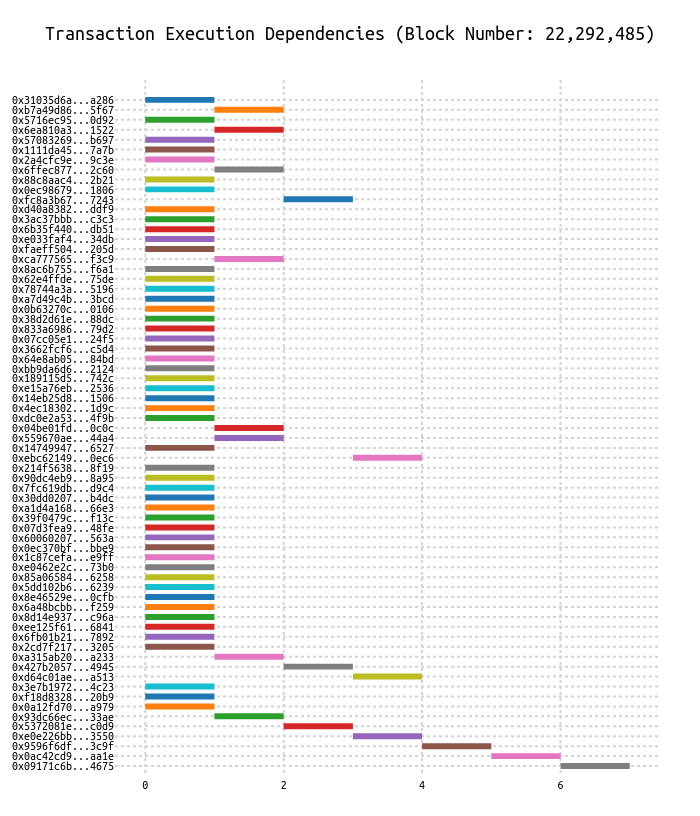 Transaction Execution Dependencies (Block Number: 22,292,485)
0x31035d6a...a286
0xb7a49d86...5f67
0x5716ec95...0d92
0x6ea810a3...1522
0x57083269...b697
0x1111da45...7a7b
0x2a4cfc9e...9c3e
0x6ffec877...2c60
0x88c8aac4...2b21
0x0ec98679...1806
0xfc8a3b67...7243
0xd40a8382...ddf9
0x3ac37bbb...c3c3
0x6b35f440...db51
0xe033faf4...34db
0xfaeff504...205d
0xca777565...f3c9
0x8ac6b755...f6a1
0x62e4ffde...75de
0x78744a3a...5196
0xa7d49c4b...3bcd
0x0b63270c...0106
0x38d2d61e...88dc
0x833a6986...79d2
0x07cc05e1...24f5
0x3662fcf6...c5d4
0x64e8ab05...84bd
0xbb9da6d6...2124
0x189115d5...742c
0xe15a76eb...2536
0x14eb25d8...1506
0x4ec18302...1d9c
0xdc0e2a53...4f9b
0x04be01fd...0c0c
0x559670ae...44a4
0x14749947...6527
0xebc62149...0ec6
0x214f5638...8f19
0x90dc4eb9...8a95
0x7fc619db...d9c4
0x30dd0207...b4dc
0xa1d4a168...66e3
0x39f0479c...f13c
0x07d3fea9...48fe
0x60060207...563a
0x0ec370bf...bbe9
0x1c87cefa...e9ff
0xe0462e2c...73b0
0x85a06584...6258
0x5dd102b6...6239
0x8e46529e...0cfb
0x6a48bcbb...f259
0x8d14e937...c96a
0xee125f61...6841
0x6fb01b21...7892
0x2cd7f217...3205
0xa315ab20...a233
0x427b2057...4945
0xd64c01ae...a513
0x3e7b1972...4c23
0xf18d8328...20b9
0x0a12fd70...a979
0x93dc66ec...33ae
0x5372081e...c0d9
0xe0e226bb...3550
0x9596f6df...3c9f
0x0ac42cd9...aa1e
0x09171c6b...4675
0 2 4 6